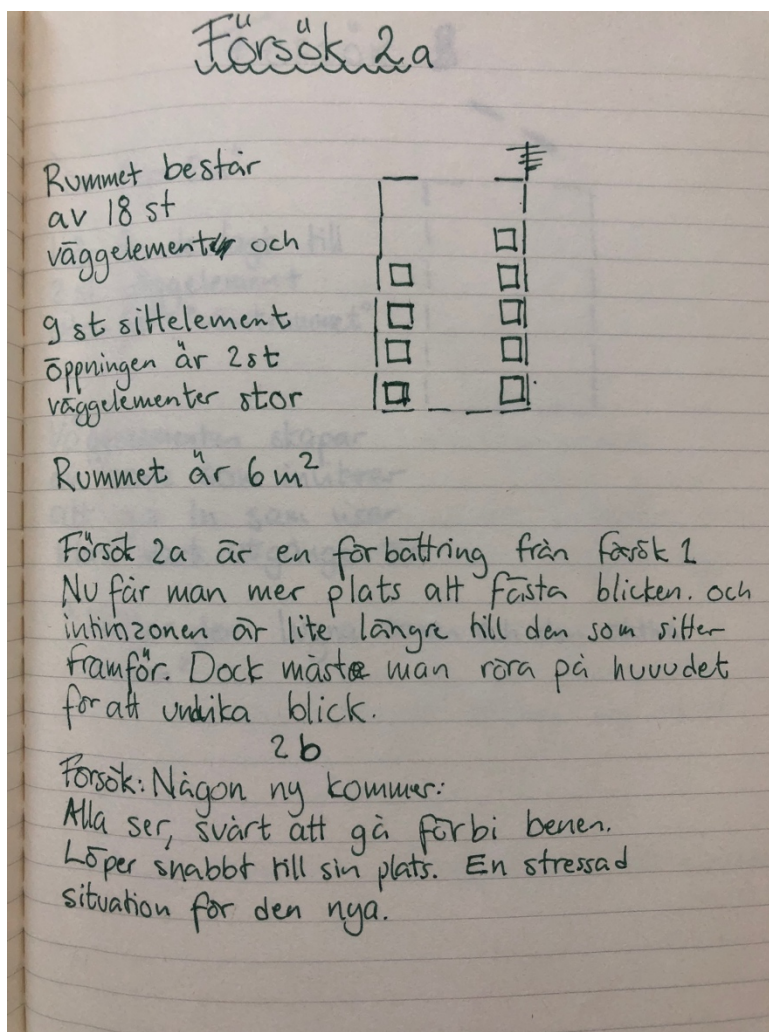 Försök 2a
Rummet består
av 18 st
väggelement och
9 st sittelement
öppningen är 2st
väggelementer stor
Rummet är 6 m²
Försök 2a är en förbättring från försök 1
Nu får man mer plats att fästa blicken. och
intimzonen är lite längre till den som sitter
framför. Dock måste man röra på huvudet
för att undvika blick.
2b
Försök: Någon ny kommer:
Alla ser, svårt att gå förbi benen.
Löper snabbt till sin plats. En stressad
situation för den nya.